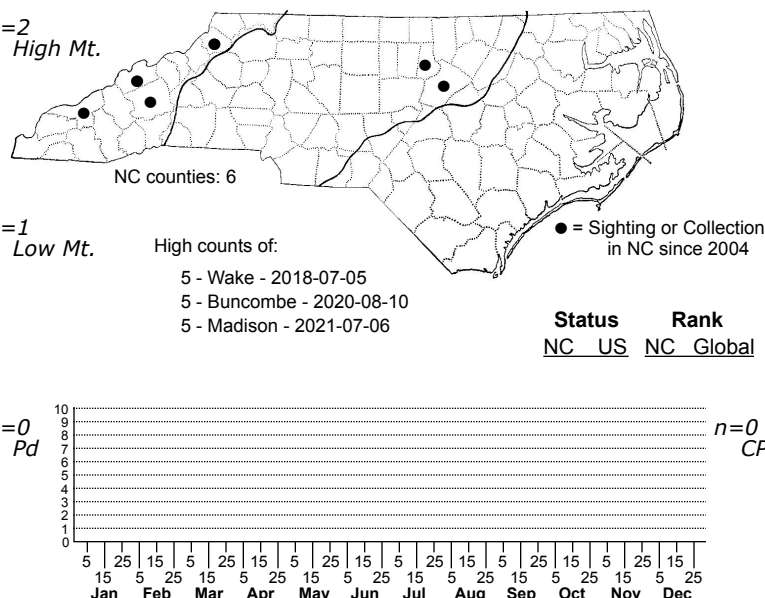 =2
High Mt.
NC counties: 6
=1
Low Mt.
High counts of:
5 - Wake - 2018-07-05
5 - Buncombe - 2020-08-10
5 - Madison - 2021-07-06
● = Sighting or Collection
in NC since 2004
Status Rank
NC US NC Global
=0
Pd
10
9
8
7
6
5
4
3
2
1
0
n=0
CP
5 25 15 5 25 15 5 25 15 5 25 15 5 25 15 5 25 15
15 5 25 15 5 25 15 5 25 15 5 25 15 5 25 15 5 25
Jan Feb Mar Apr May Jun Jul Aug Sep Oct Nov Dec